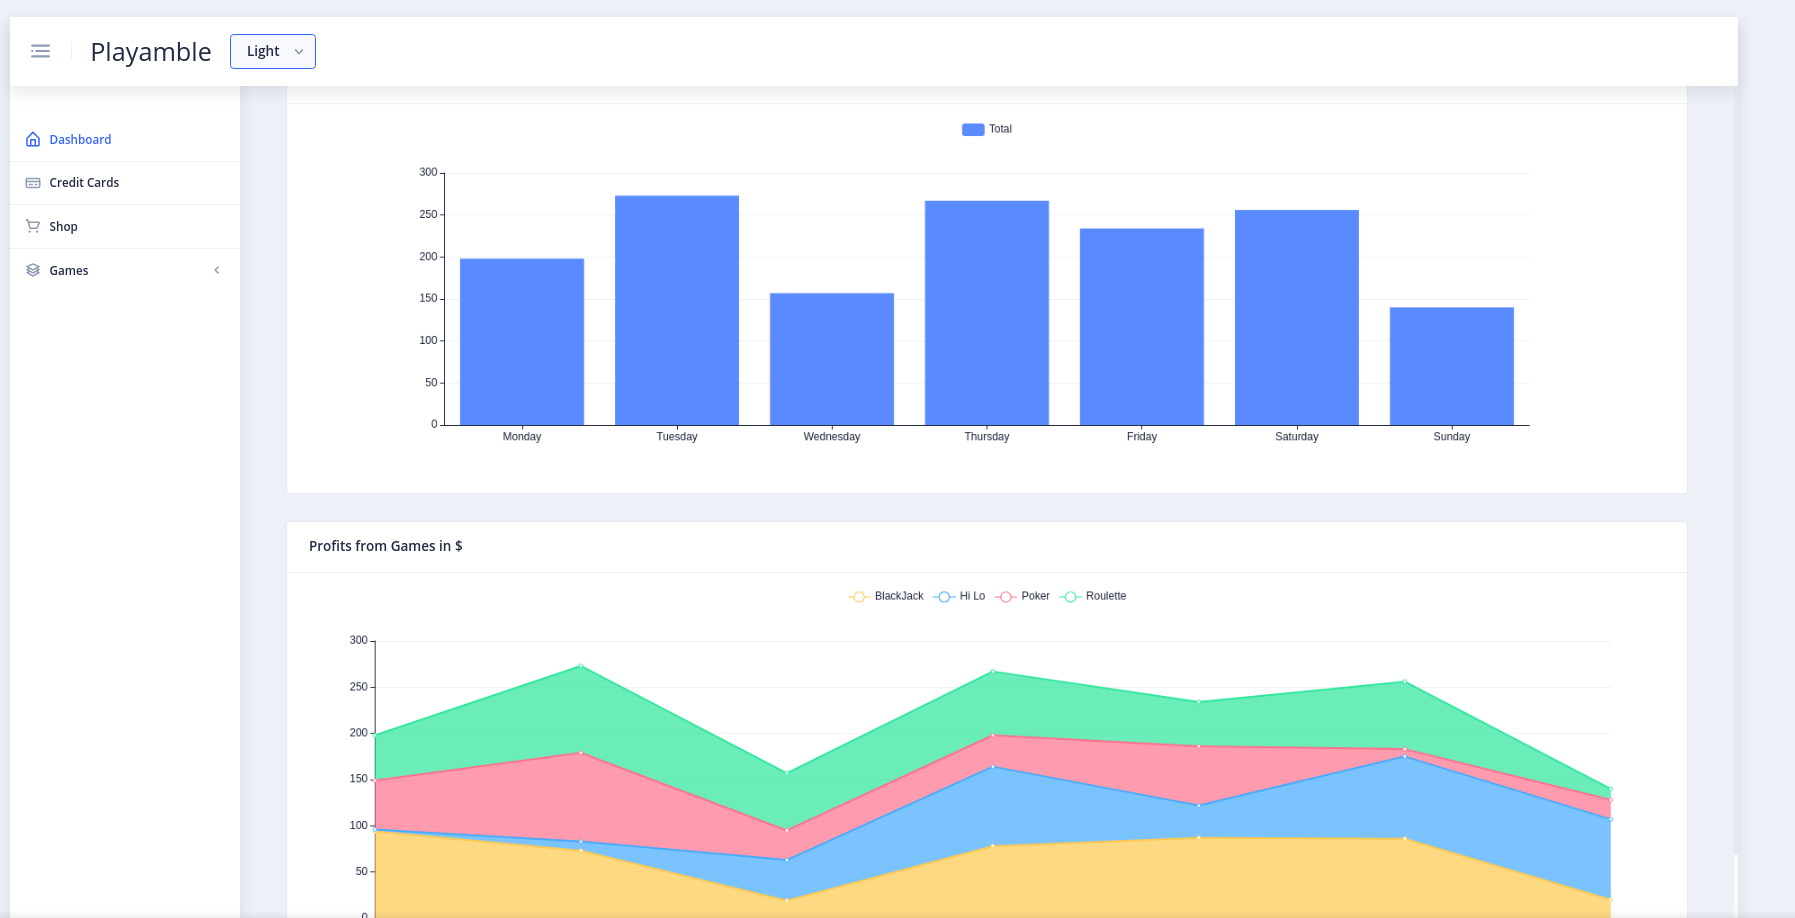 Playamble
Light
Dashboard
Credit Cards
Shop
Games
Total
300
250
200
150
100
50
0
Monday Tuesday Wednesday Thursday Friday Saturday Sunday
Profits from Games in $
BlackJack Hi Lo Poker Roulette
300
250
200
150
100
50
0